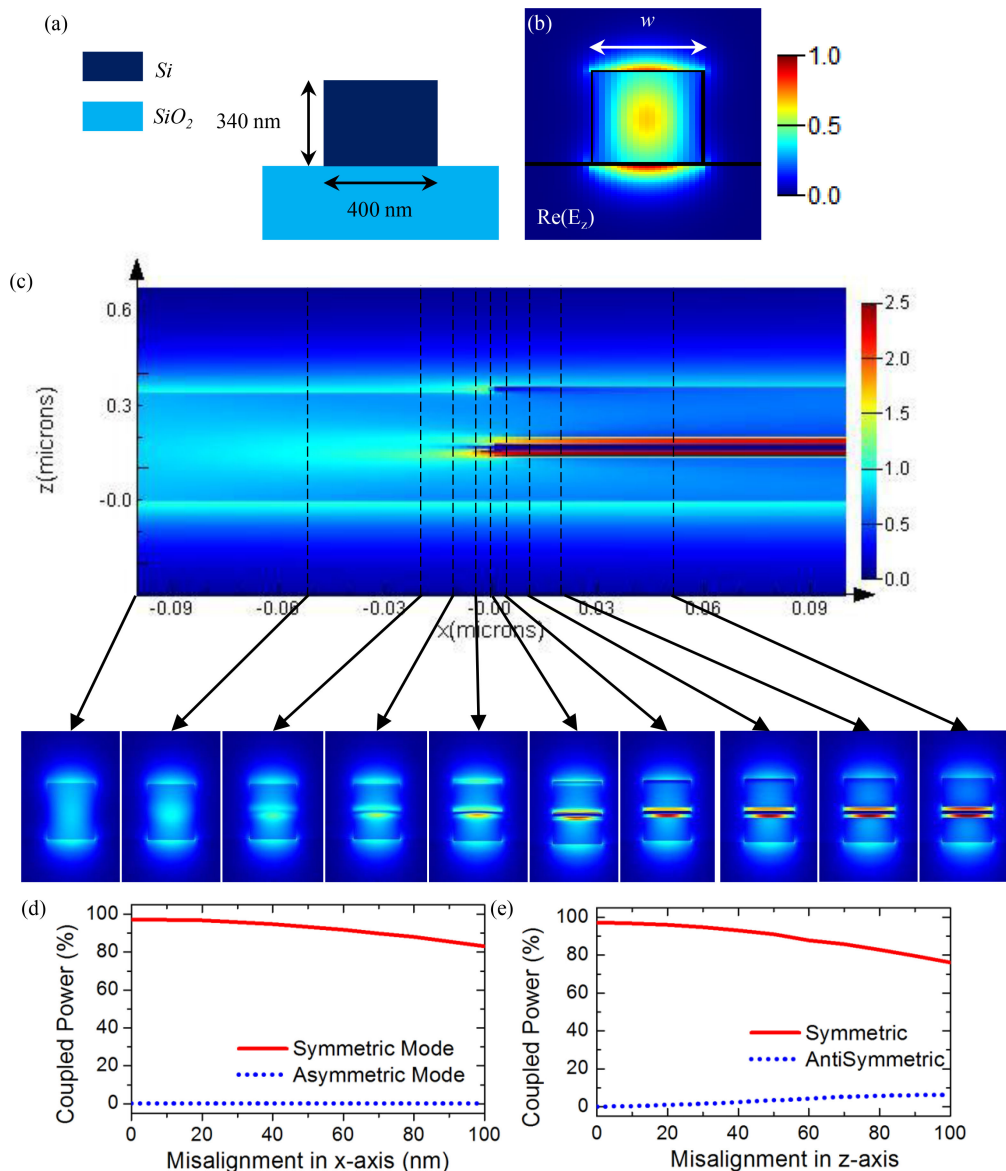 (a)
Si
SiO2
340 nm
400 nm
(b)
w
Re(Ez)
1.0
0.5
0.0
(c)
z(microns)
0.6
0.3
-0.0
2.5
2.0
1.5
1.0
0.5
0.0
-0.09
-0.06
-0.03
-0.00
0.03
0.06
0.09
x(microns)
(d)
Coupled Power (%)
100
80
60
40
20
0
Symmetric Mode
Asymmetric Mode
0 20 40 60 80 100
Misalignment in x-axis (nm)
(e)
Coupled Power (%)
100
80
60
40
20
0
Symmetric
AntiSymmetric
0 20 40 60 80 100
Misalignment in z-axis